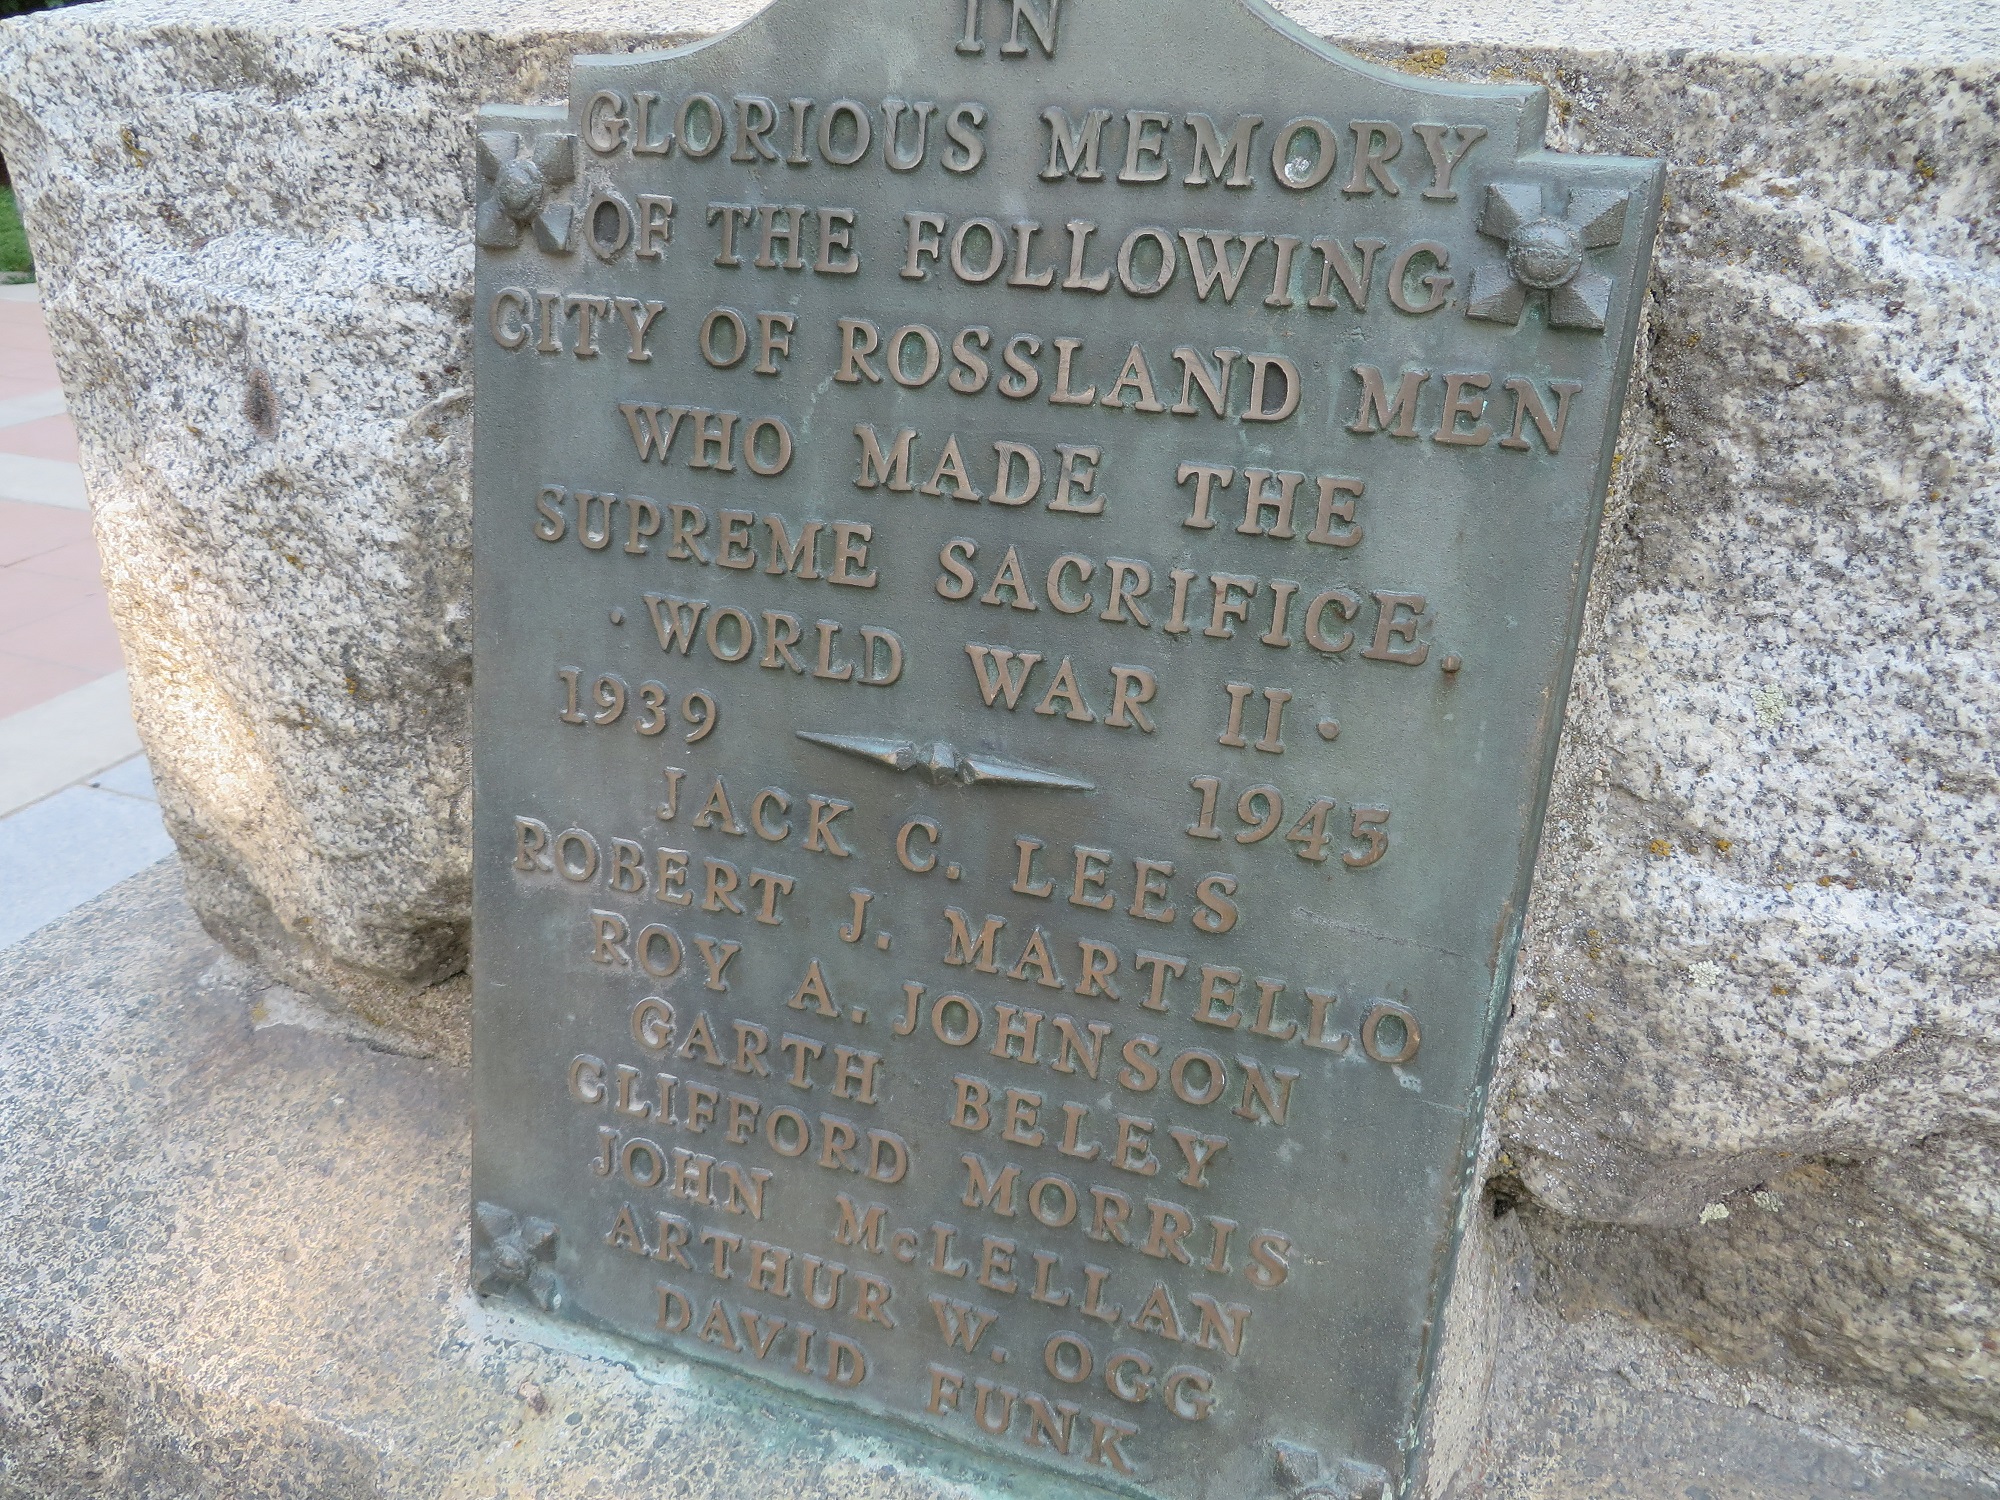 IN
GLORIOUS MEMORY
OF THE FOLLOWING
CITY OF ROSSLAND MEN
WHO MADE THE
SUPREME SACRIFICE.
· WORLD WAR II ·
1939 1945
JACK C. LEES
ROBERT J. MARTELLO
ROY A. JOHNSON
GARTH BELEY
CLIFFORD MORRIS
JOHN McLELLAN
ARTHUR W. OGG
DAVID FUNK